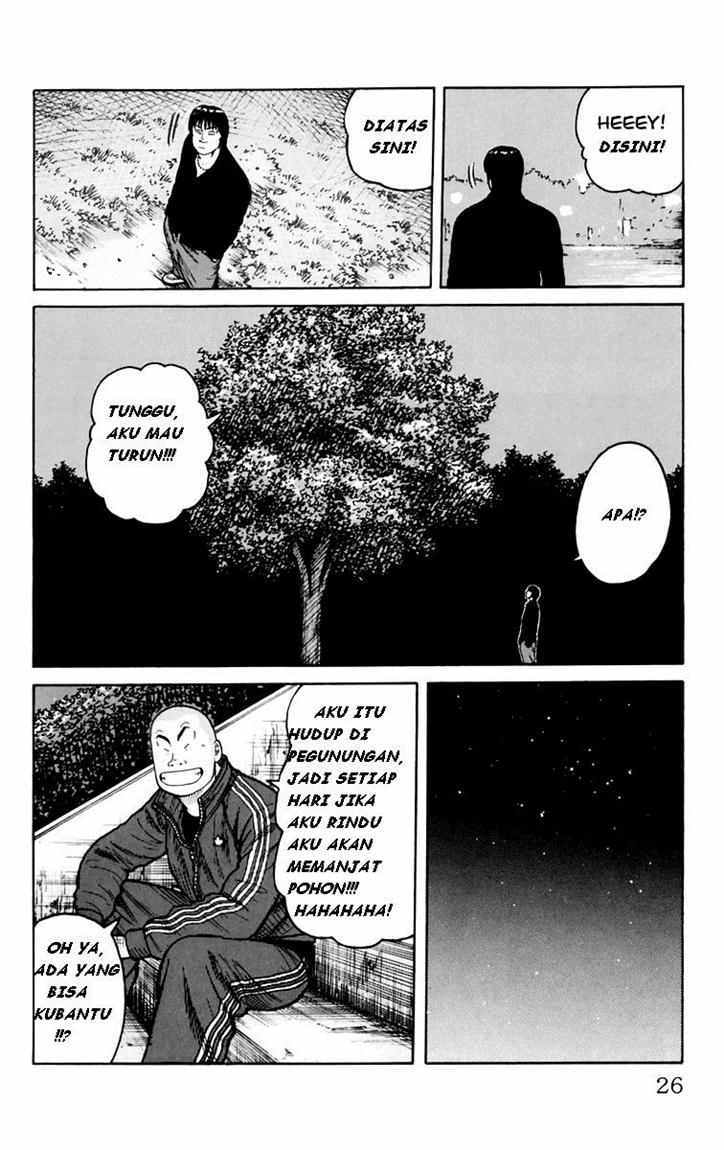 HEEEY!
DISINI!
DIATAS
SINI!
APA!?
TUNGGU,
AKU MAU
TURUN!!!
AKU ITU
HUDUP DI
PEGUNUNGAN,
JADI SETIAP
HARI JIKA
AKU RINDU
AKU AKAN
MEMANJAT
POHON!!!
HAHAHAHA!
OH YA,
ADA YANG
BISA
KUBANTU
!!?
26